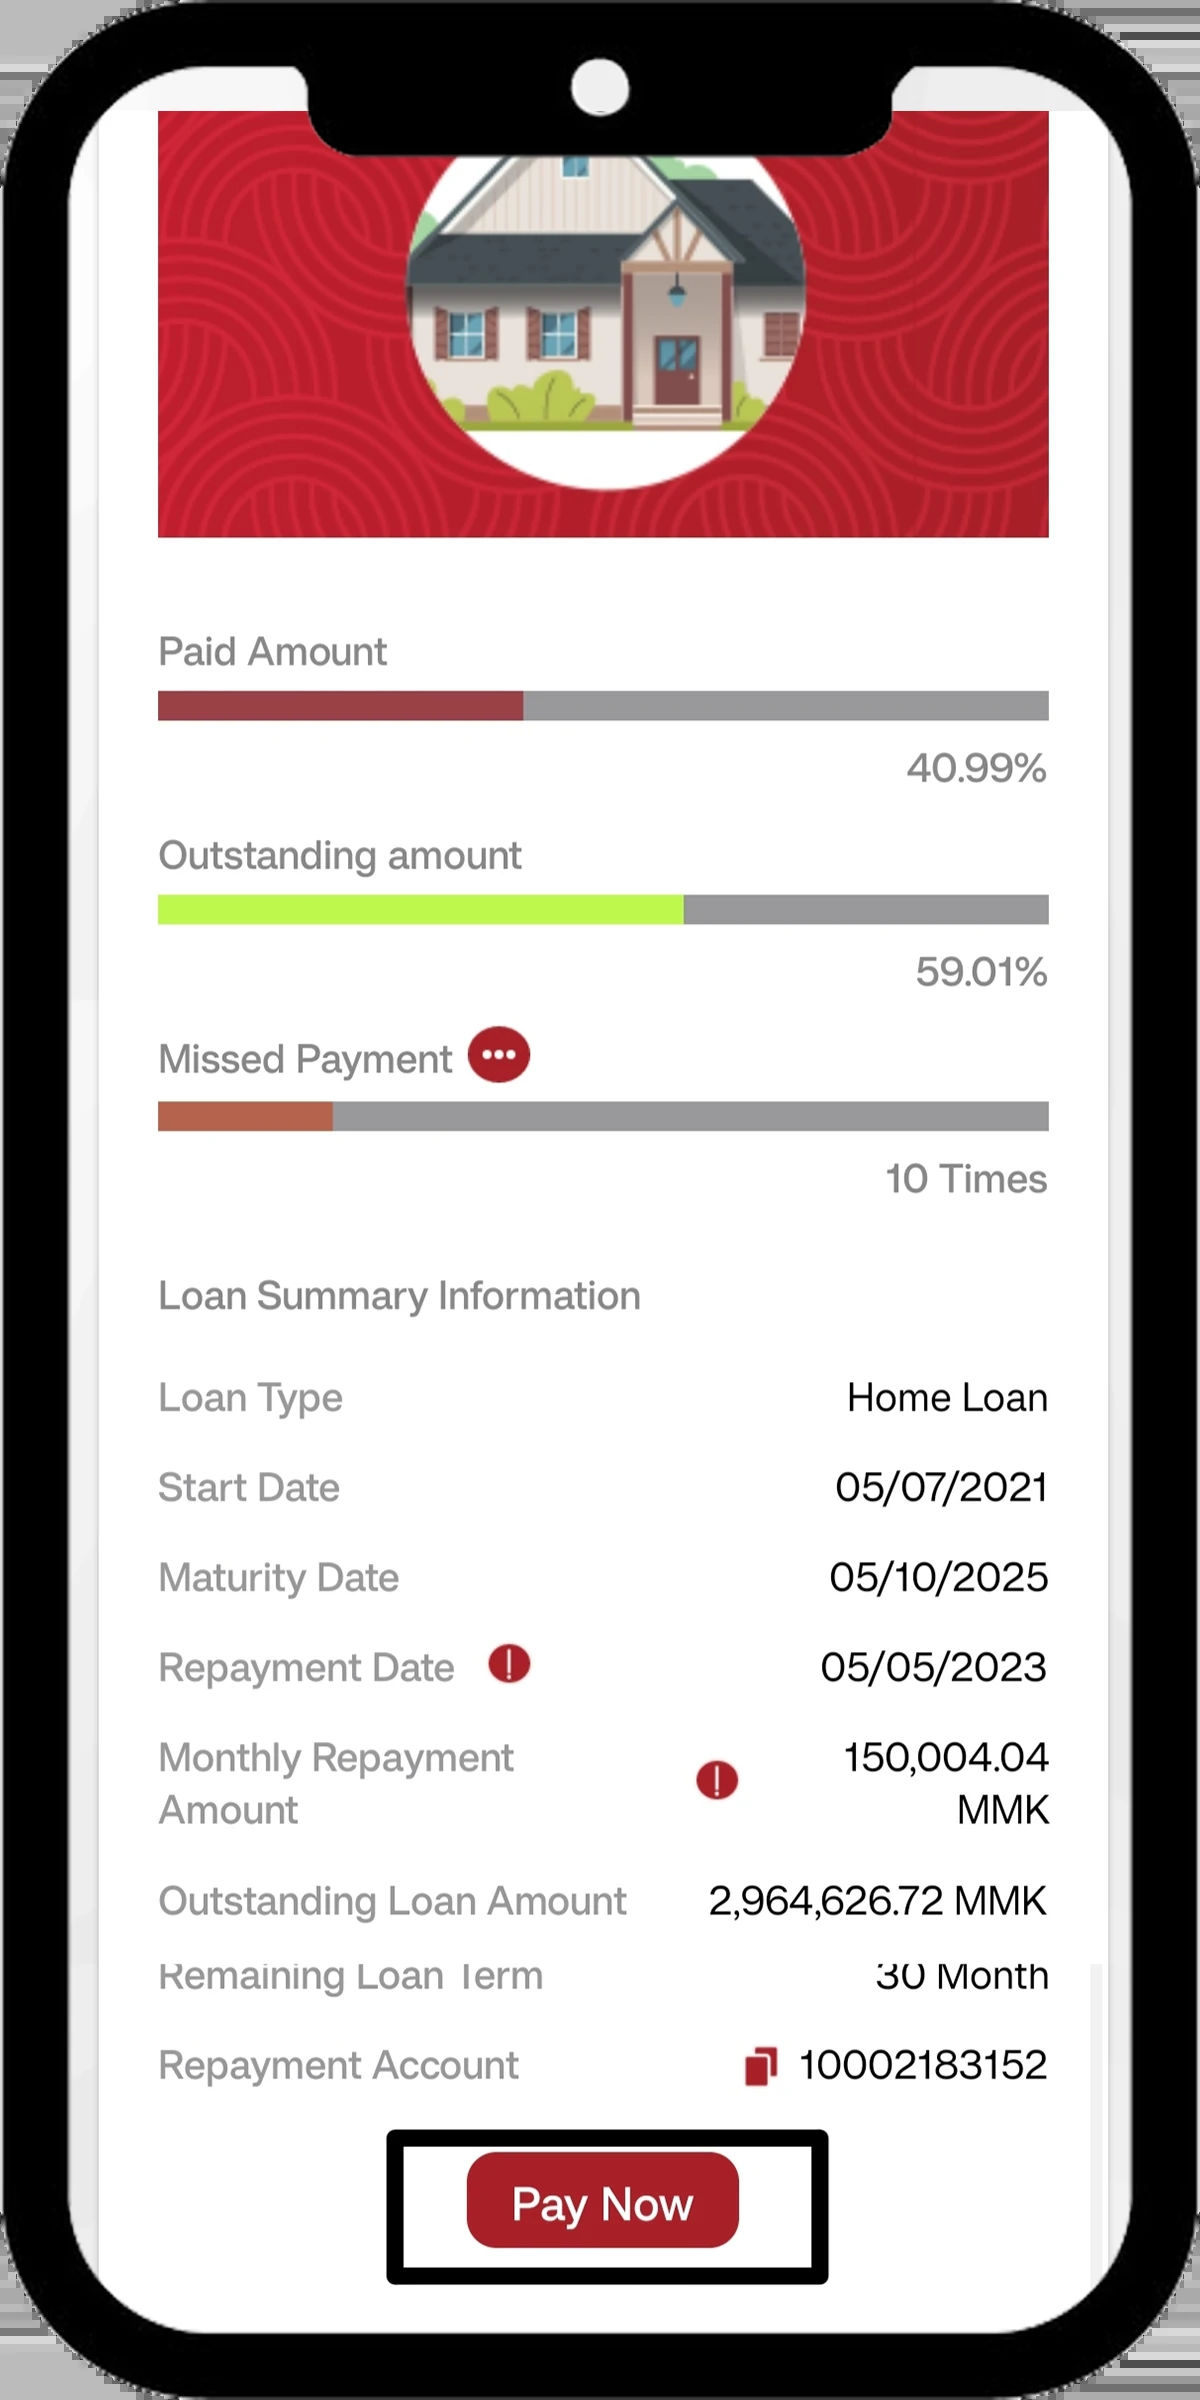 Paid Amount
40.99%
Outstanding amount
59.01%
Missed Payment
10 Times
Loan Summary Information
Loan Type Home Loan
Start Date 05/07/2021
Maturity Date 05/10/2025
Repayment Date 05/05/2023
Monthly Repayment 150,004.04
Amount MMK
Outstanding Loan Amount 2,964,626.72 MMK
Remaining Loan Term 30 Month
Repayment Account 10002183152
Pay Now